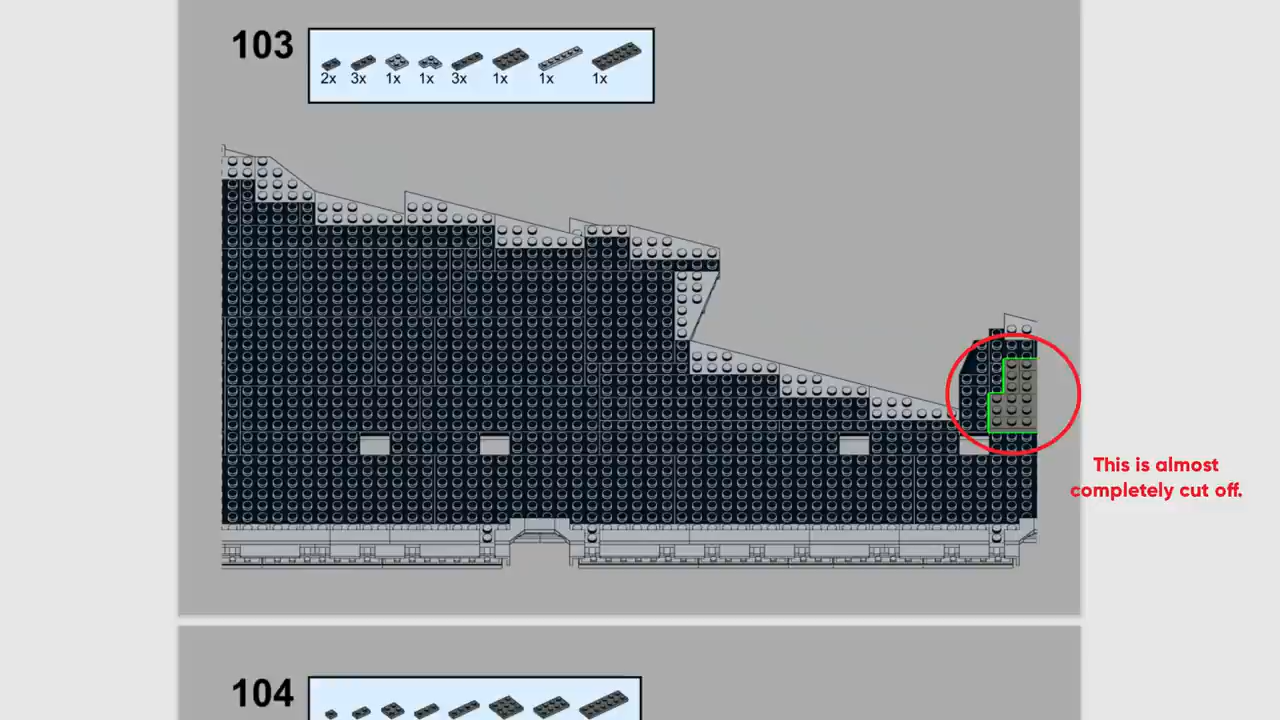 103
2x 3x 1x 1x 3x 1x 1x 1x
This is almost
completely cut off.
104